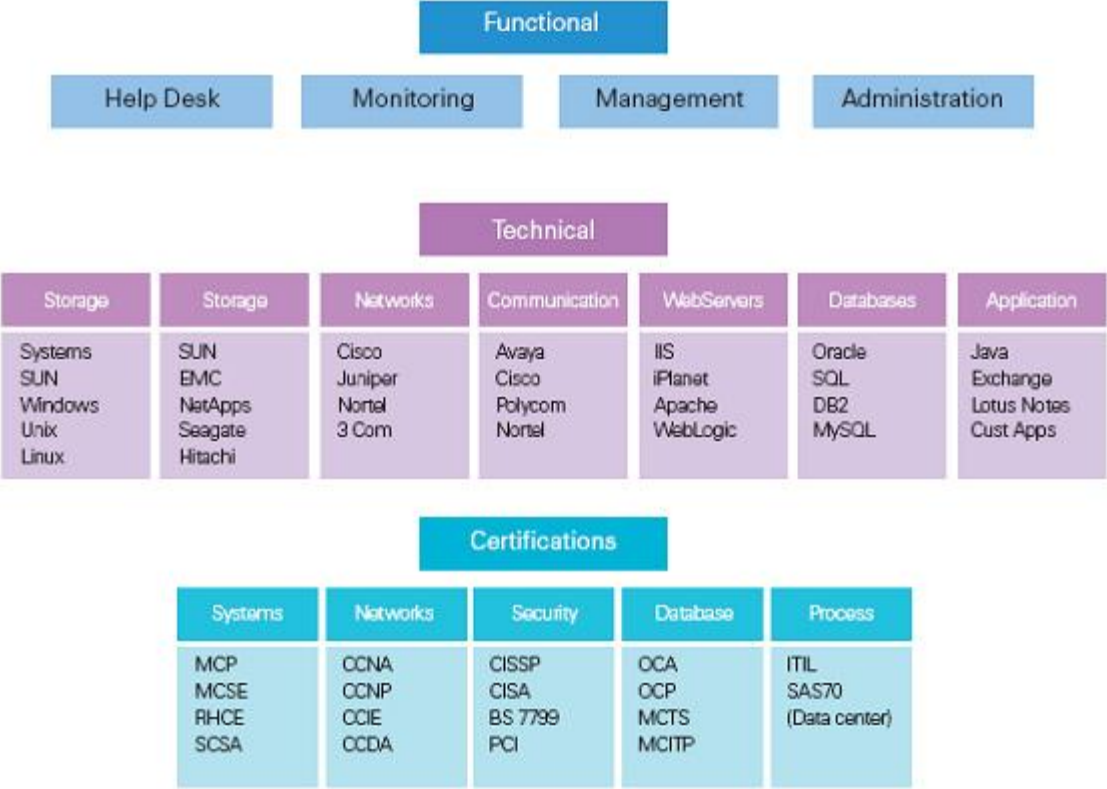 Functional
Help Desk
Monitoring
Management
Administration
Technical
Storage
Systems
SUN
Windows
Unix
Linux
Storage
SUN
EMC
NetApps
Seagate
Hitachi
Networks
Cisco
Juniper
Nortel
3 Com
Communication
Avaya
Cisco
Polycom
Nortel
WebServers
IIS
iPlanet
Apache
WebLogic
Databases
Oracle
SQL
DB2
MySQL
Application
Java
Exchange
Lotus Notes
Cust Apps
Certifications
Systems
MCP
MCSE
RHCE
SCSA
Networks
CCNA
CCNP
CCIE
CCDA
Security
CISSP
CISA
BS 7799
PCI
Database
OCA
OCP
MCTS
MCITP
Process
ITIL
SAS70
(Data center)